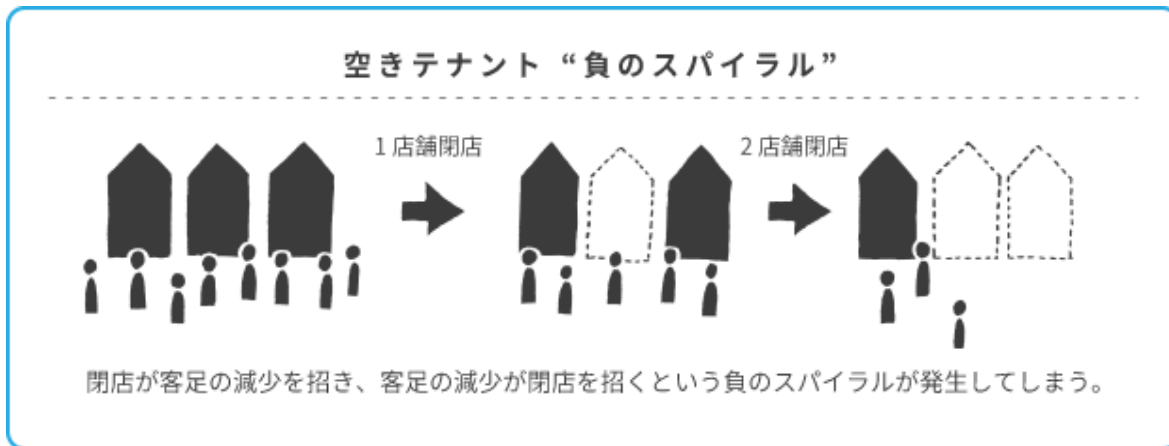 空きテナント “負のスパイラル”
1 店舗閉店
2 店舗閉店
閉店が客足の減少を招き、客足の減少が閉店を招くという負のスパイラルが発生してしまう。